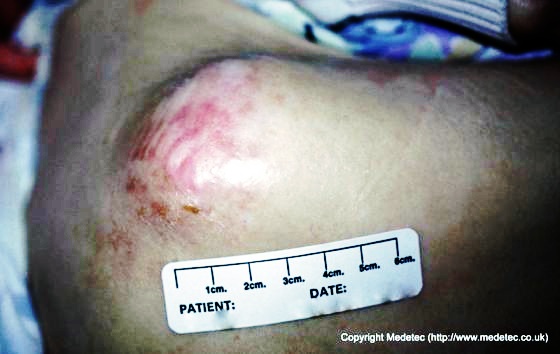 1cm. 2cm. 3cm. 4cm. 5cm. 6cm.
PATIENT: DATE:
Copyright Medetec (http://www.medetec.co.uk)